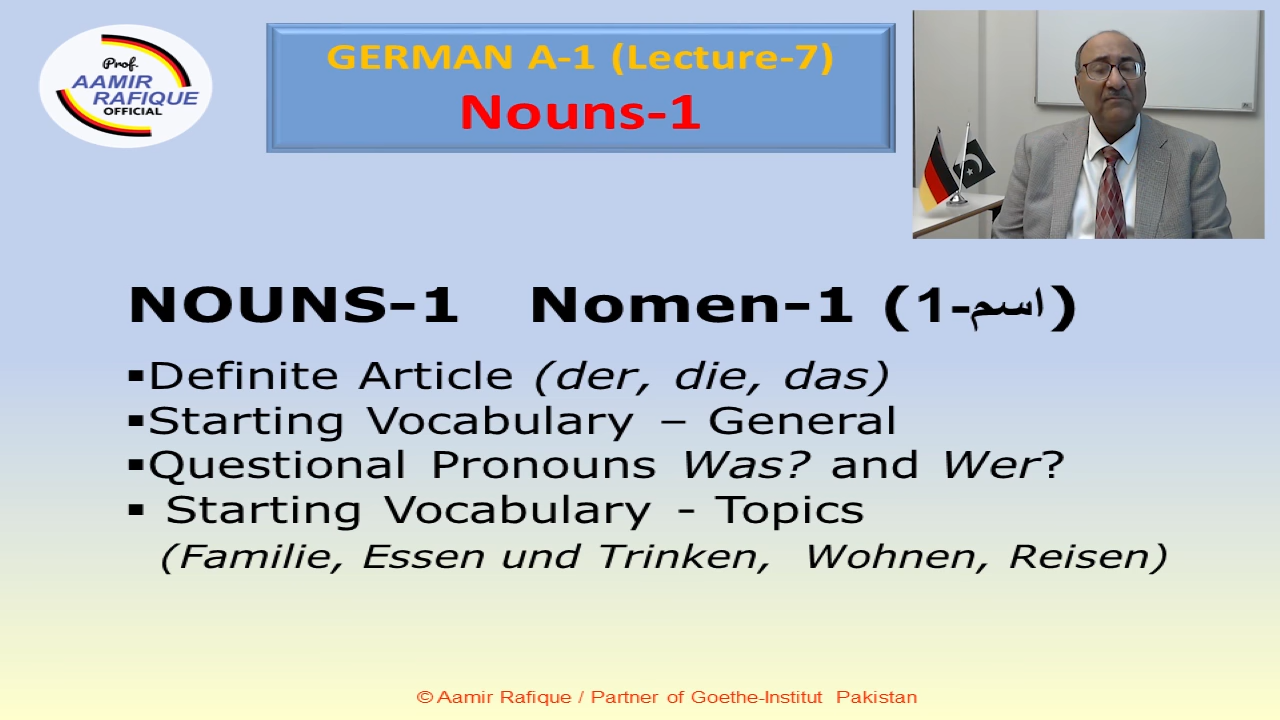 Prof.
AAMIR
RAFIQUE
OFFICIAL
GERMAN A-1 (Lecture-7)
Nouns-1
NOUNS-1 Nomen-1 (اسم-1)
▪Definite Article (der, die, das)
▪Starting Vocabulary – General
▪Questional Pronouns Was? and Wer?
▪ Starting Vocabulary - Topics
(Familie, Essen und Trinken, Wohnen, Reisen)
© Aamir Rafique / Partner of Goethe-Institut Pakistan